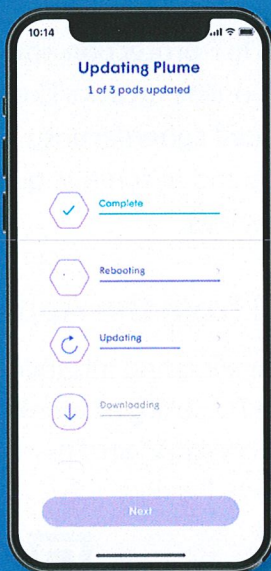 10:14
Updating Plume
1 of 3 pods updated
Complete
Rebooting
Updating
Downloading
Next